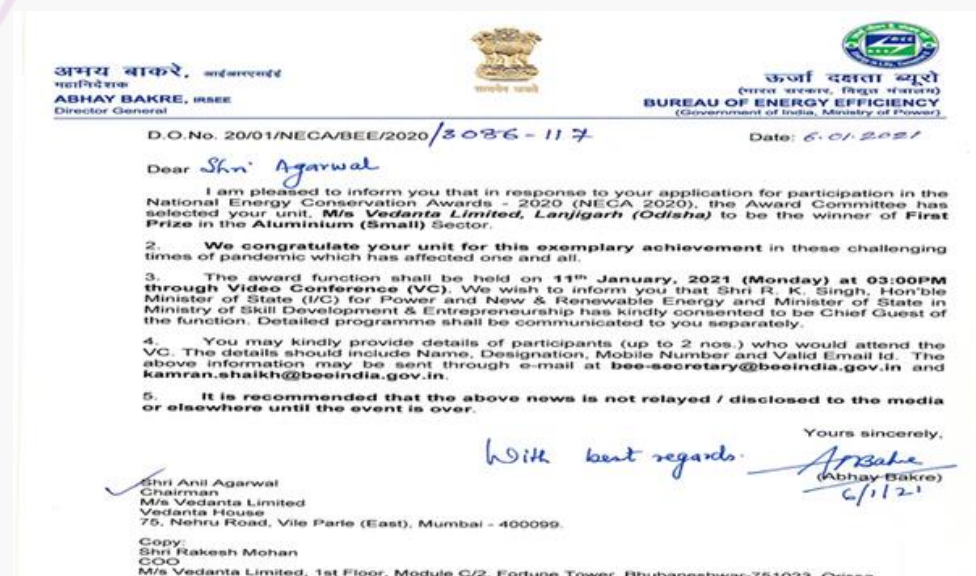 अभय बाकरे, आईआरएसईई
महानिदेशक
ABHAY BAKRE, IRSEE
Director General
सत्यमेव जयते
BEE
ऊर्जा दक्षता ब्यूरो
(भारत सरकार, विद्युत मंत्रालय)
BUREAU OF ENERGY EFFICIENCY
(Government of India, Ministry of Power)
D.O.No. 20/01/NECA/BEE/2020/3086-117
Date: 6.01.2021
Dear Shri Agarwal
I am pleased to inform you that in response to your application for participation in the
National Energy Conservation Awards - 2020 (NECA 2020), the Award Committee has
selected your unit, M/s Vedanta Limited, Lanjigarh (Odisha) to be the winner of First
Prize in the Aluminium (Small) Sector.
2. We congratulate your unit for this exemplary achievement in these challenging
times of pandemic which has affected one and all.
3. The award function shall be held on 11th January, 2021 (Monday) at 03:00PM
through Video Conference (VC). We wish to inform you that Shri R. K. Singh, Hon'ble
Minister of State (I/C) for Power and New & Renewable Energy and Minister of State in
Ministry of Skill Development & Entrepreneurship has kindly consented to be Chief Guest of
the function. Detailed programme shall be communicated to you separately.
4. You may kindly provide details of participants (up to 2 nos.) who would attend the
VC. The details should include Name, Designation, Mobile Number and Valid Email Id. The
above information may be sent through e-mail at bee-secretary@beeindia.gov.in and
kamran.shaikh@beeindia.gov.in.
5. It is recommended that the above news is not relayed / disclosed to the media
or elsewhere until the event is over.
Yours sincerely,
With best regards.
APBakre
(Abhay Bakre)
6/1/21
Shri Anil Agarwal
Chairman
M/s Vedanta Limited
Vedanta House
75, Nehru Road, Vile Parle (East), Mumbai - 400099.
Copy:
Shri Rakesh Mohan
COO
M/s Vedanta Limited, 1st Floor, Module C/2, Fortune Tower, Bhubaneshwar-751023, Orissa